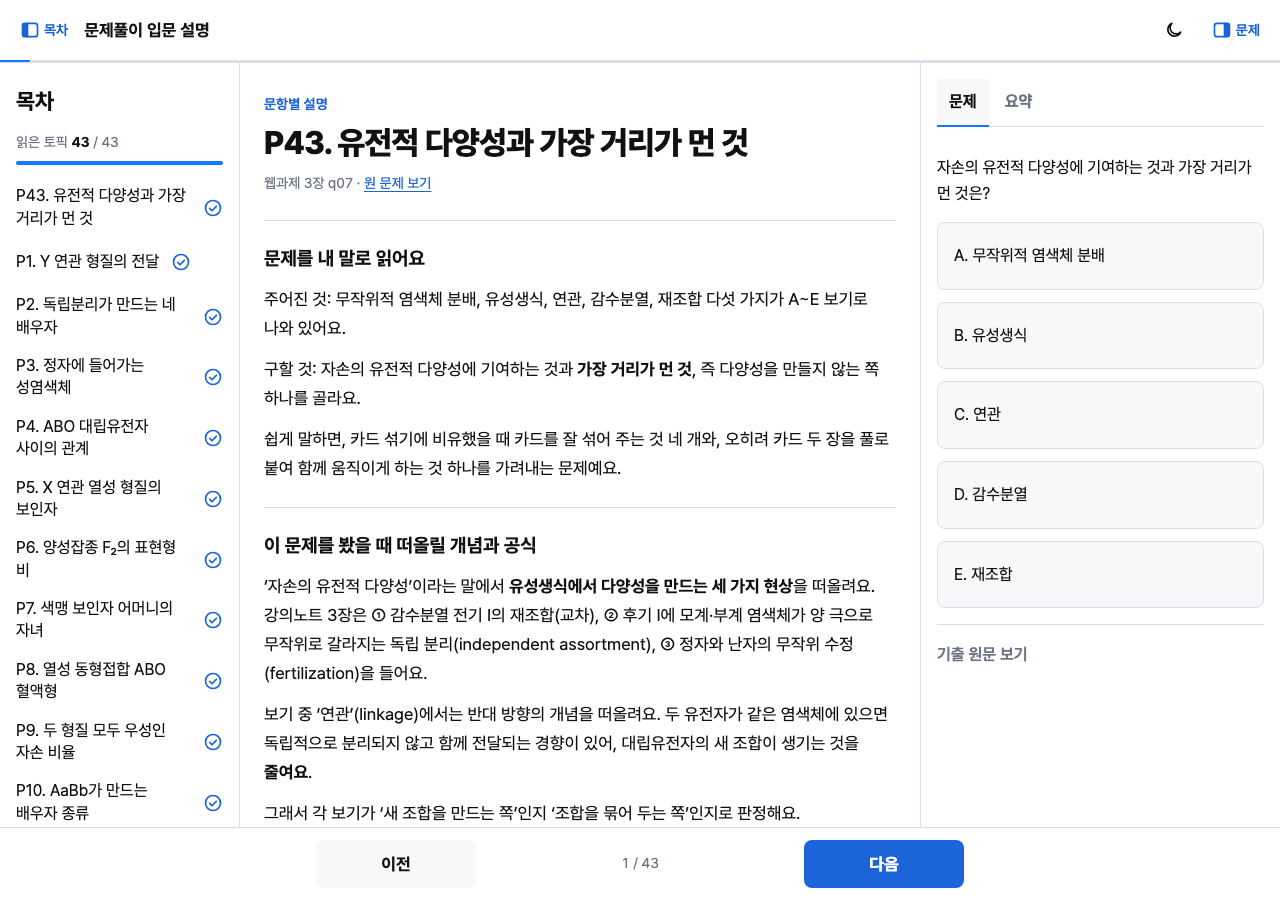 목차
문제풀이 입문 설명
문제
목차
읽은 토픽 43 / 43
P43. 유전적 다양성과 가장
거리가 먼 것
P1. Y 연관 형질의 전달
P2. 독립분리가 만드는 네
배우자
P3. 정자에 들어가는
성염색체
P4. ABO 대립유전자
사이의 관계
P5. X 연관 열성 형질의
보인자
P6. 양성잡종 F₂의 표현형
비
P7. 색맹 보인자 어머니의
자녀
P8. 열성 동형접합 ABO
혈액형
P9. 두 형질 모두 우성인
자손 비율
P10. AaBb가 만드는
배우자 종류
문항별 설명
P43. 유전적 다양성과 가장 거리가 먼 것
웹과제 3장 q07 · 원 문제 보기
문제를 내 말로 읽어요
주어진 것: 무작위적 염색체 분배, 유성생식, 연관, 감수분열, 재조합 다섯 가지가 A~E 보기로
나와 있어요.
구할 것: 자손의 유전적 다양성에 기여하는 것과 가장 거리가 먼 것, 즉 다양성을 만들지 않는 쪽
하나를 골라요.
쉽게 말하면, 카드 섞기에 비유했을 때 카드를 잘 섞어 주는 것 네 개와, 오히려 카드 두 장을 풀로
붙여 함께 움직이게 하는 것 하나를 가려내는 문제예요.
이 문제를 봤을 때 떠올릴 개념과 공식
‘자손의 유전적 다양성’이라는 말에서 유성생식에서 다양성을 만드는 세 가지 현상을 떠올려요.
강의노트 3장은 ① 감수분열 전기 I의 재조합(교차), ② 후기 I에 모계·부계 염색체가 양 극으로
무작위로 갈라지는 독립 분리(independent assortment), ③ 정자와 난자의 무작위 수정
(fertilization)을 들어요.
보기 중 ‘연관’(linkage)에서는 반대 방향의 개념을 떠올려요. 두 유전자가 같은 염색체에 있으면
독립적으로 분리되지 않고 함께 전달되는 경향이 있어, 대립유전자의 새 조합이 생기는 것을
줄여요.
그래서 각 보기가 ‘새 조합을 만드는 쪽’인지 ‘조합을 묶어 두는 쪽’인지로 판정해요.
문제
요약
자손의 유전적 다양성에 기여하는 것과 가장 거리가
먼 것은?
A. 무작위적 염색체 분배
B. 유성생식
C. 연관
D. 감수분열
E. 재조합
기출 원문 보기
이전
1 / 43
다음